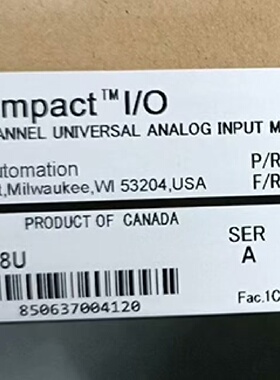 mpact™ I/O
ANNEL UNIVERSAL ANALOG INPUT M
utomation
t,Milwaukee,WI 53204,USA
P/R
F/R
PRODUCT OF CANADA
8U
SER
A
850637004120
Fac.1C